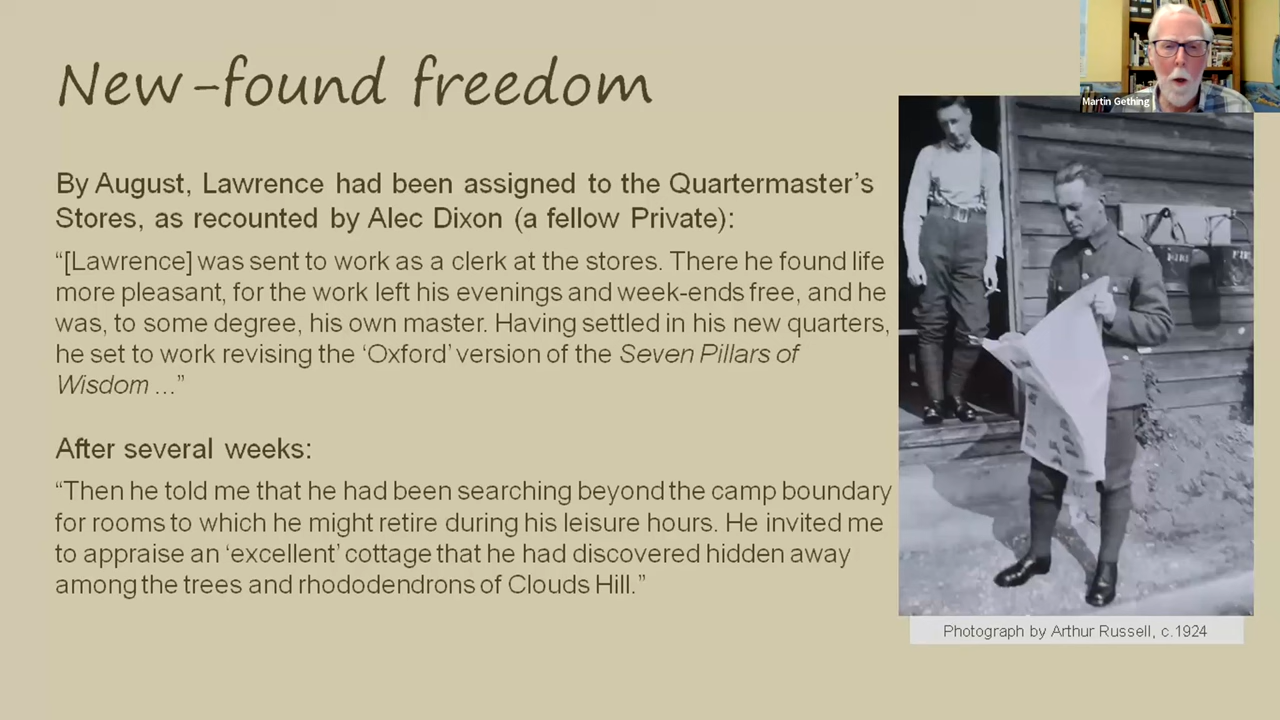 New-found freedom
Martin Gething
By August, Lawrence had been assigned to the Quartermaster's
Stores, as recounted by Alec Dixon (a fellow Private):
“[Lawrence] was sent to work as a clerk at the stores. There he found life
more pleasant, for the work left his evenings and week-ends free, and he
was, to some degree, his own master. Having settled in his new quarters,
he set to work revising the ‘Oxford’ version of the Seven Pillars of
Wisdom ...”
After several weeks:
“Then he told me that he had been searching beyond the camp boundary
for rooms to which he might retire during his leisure hours. He invited me
to appraise an ‘excellent’ cottage that he had discovered hidden away
among the trees and rhododendrons of Clouds Hill.”
FIRE
Photograph by Arthur Russell, c.1924